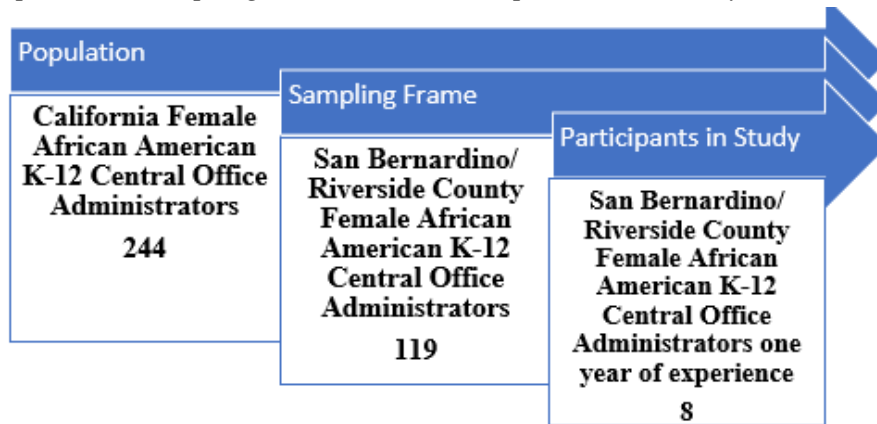 Population
California Female
African American
K-12 Central Office
Administrators
244
Sampling Frame
San Bernardino/
Riverside County
Female African
American K-12
Central Office
Administrators
119
Participants in Study
San Bernardino/
Riverside County
Female African
American K-12
Central Office
Administrators one
year of experience
8